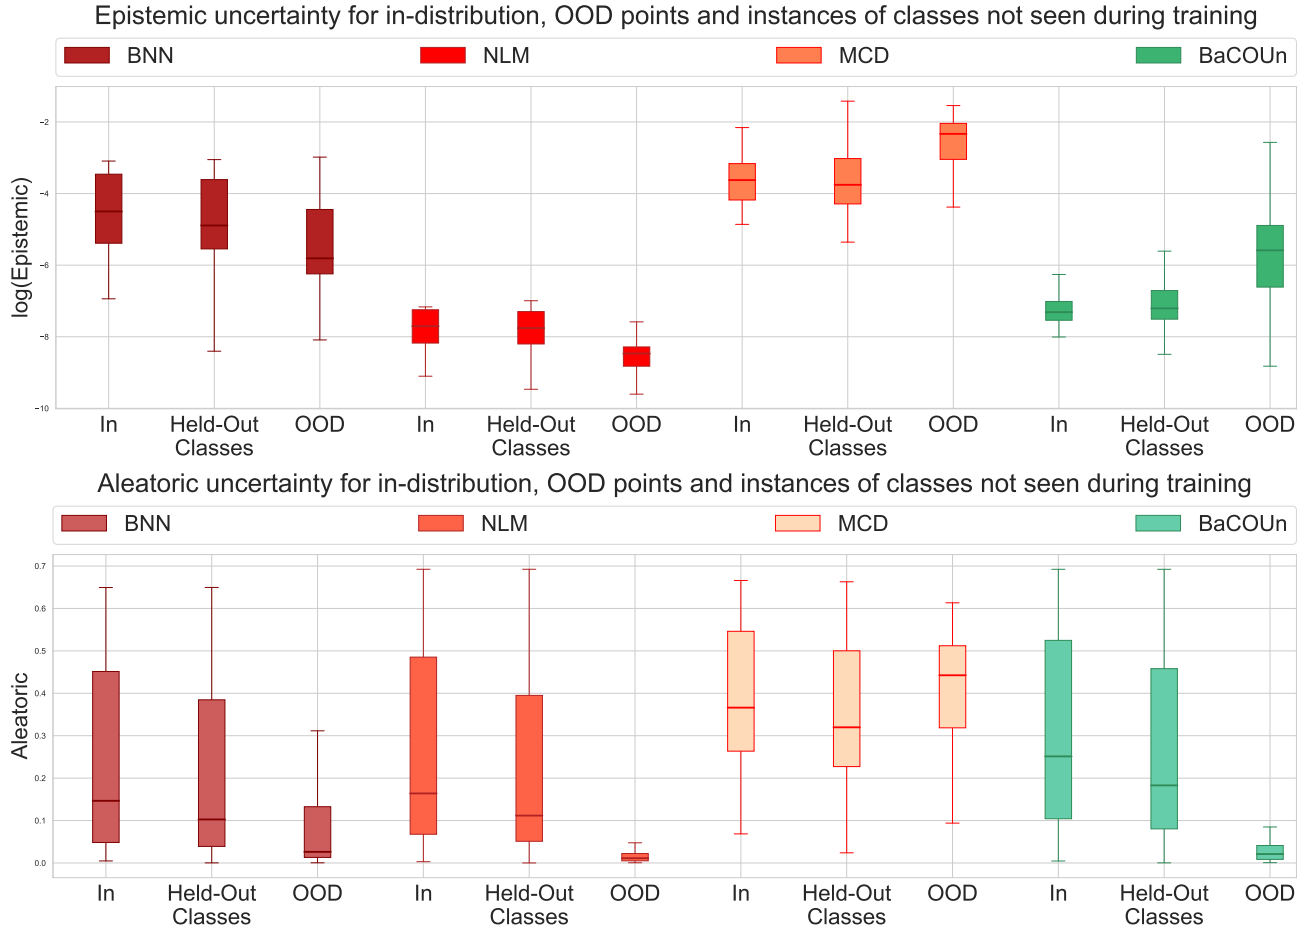 Epistemic uncertainty for in-distribution, OOD points and instances of classes not seen during training
BNN NLM MCD BaCOUn
log(Epistemic)
−2
−4
−6
−8
−10
In Held-Out Classes OOD In Held-Out Classes OOD In Held-Out Classes OOD In Held-Out Classes OOD
Aleatoric uncertainty for in-distribution, OOD points and instances of classes not seen during training
BNN NLM MCD BaCOUn
Aleatoric
0.7
0.6
0.5
0.4
0.3
0.2
0.1
0.0
In Held-Out Classes OOD In Held-Out Classes OOD In Held-Out Classes OOD In Held-Out Classes OOD